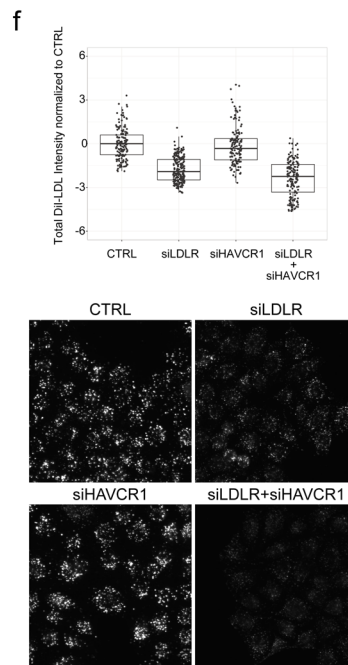 f
Total DiI-LDL Intensity normalized to CTRL
6
3
0
-3
-6
CTRL siLDLR siHAVCR1 siLDLR
+
siHAVCR1
CTRL siLDLR
siHAVCR1 siLDLR+siHAVCR1